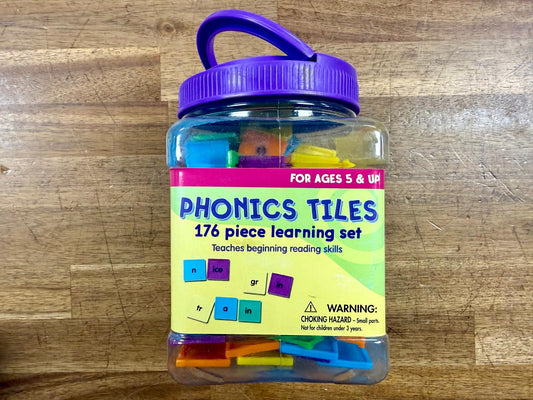 FOR AGES 5 & UP
PHONICS TILES
176 piece learning set
Teaches beginning reading skills
n ice
gr in
fr a in
WARNING:
CHOKING HAZARD - Small parts.
Not for children under 3 years.